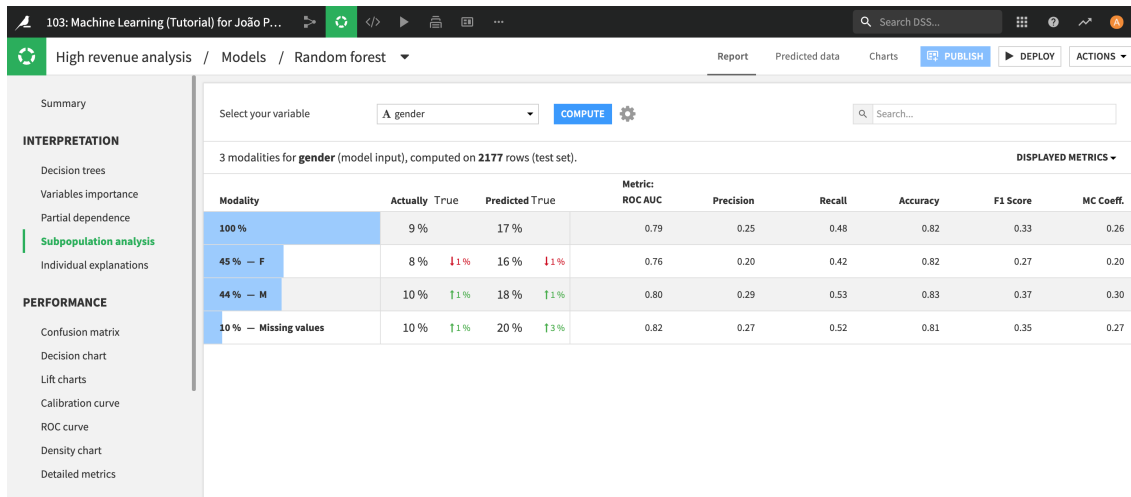 103: Machine Learning (Tutorial) for João P... Search DSS... A
High revenue analysis / Models / Random forest Report Predicted data Charts PUBLISH DEPLOY ACTIONS
Summary
INTERPRETATION
Decision trees
Variables importance
Partial dependence
Subpopulation analysis
Individual explanations
PERFORMANCE
Confusion matrix
Decision chart
Lift charts
Calibration curve
ROC curve
Density chart
Detailed metrics
Select your variable A gender COMPUTE Search...
3 modalities for gender (model input), computed on 2177 rows (test set). DISPLAYED METRICS
Modality Actually True Predicted True Metric: ROC AUC Precision Recall Accuracy F1 Score MC Coeff.
100 % 9 % 17 % 0.79 0.25 0.48 0.82 0.33 0.26
45 % — F 8 % ↓1 % 16 % ↓1 % 0.76 0.20 0.42 0.82 0.27 0.20
44 % — M 10 % ↑1 % 18 % ↑1 % 0.80 0.29 0.53 0.83 0.37 0.30
10 % — Missing values 10 % ↑1 % 20 % ↑3 % 0.82 0.27 0.52 0.81 0.35 0.27